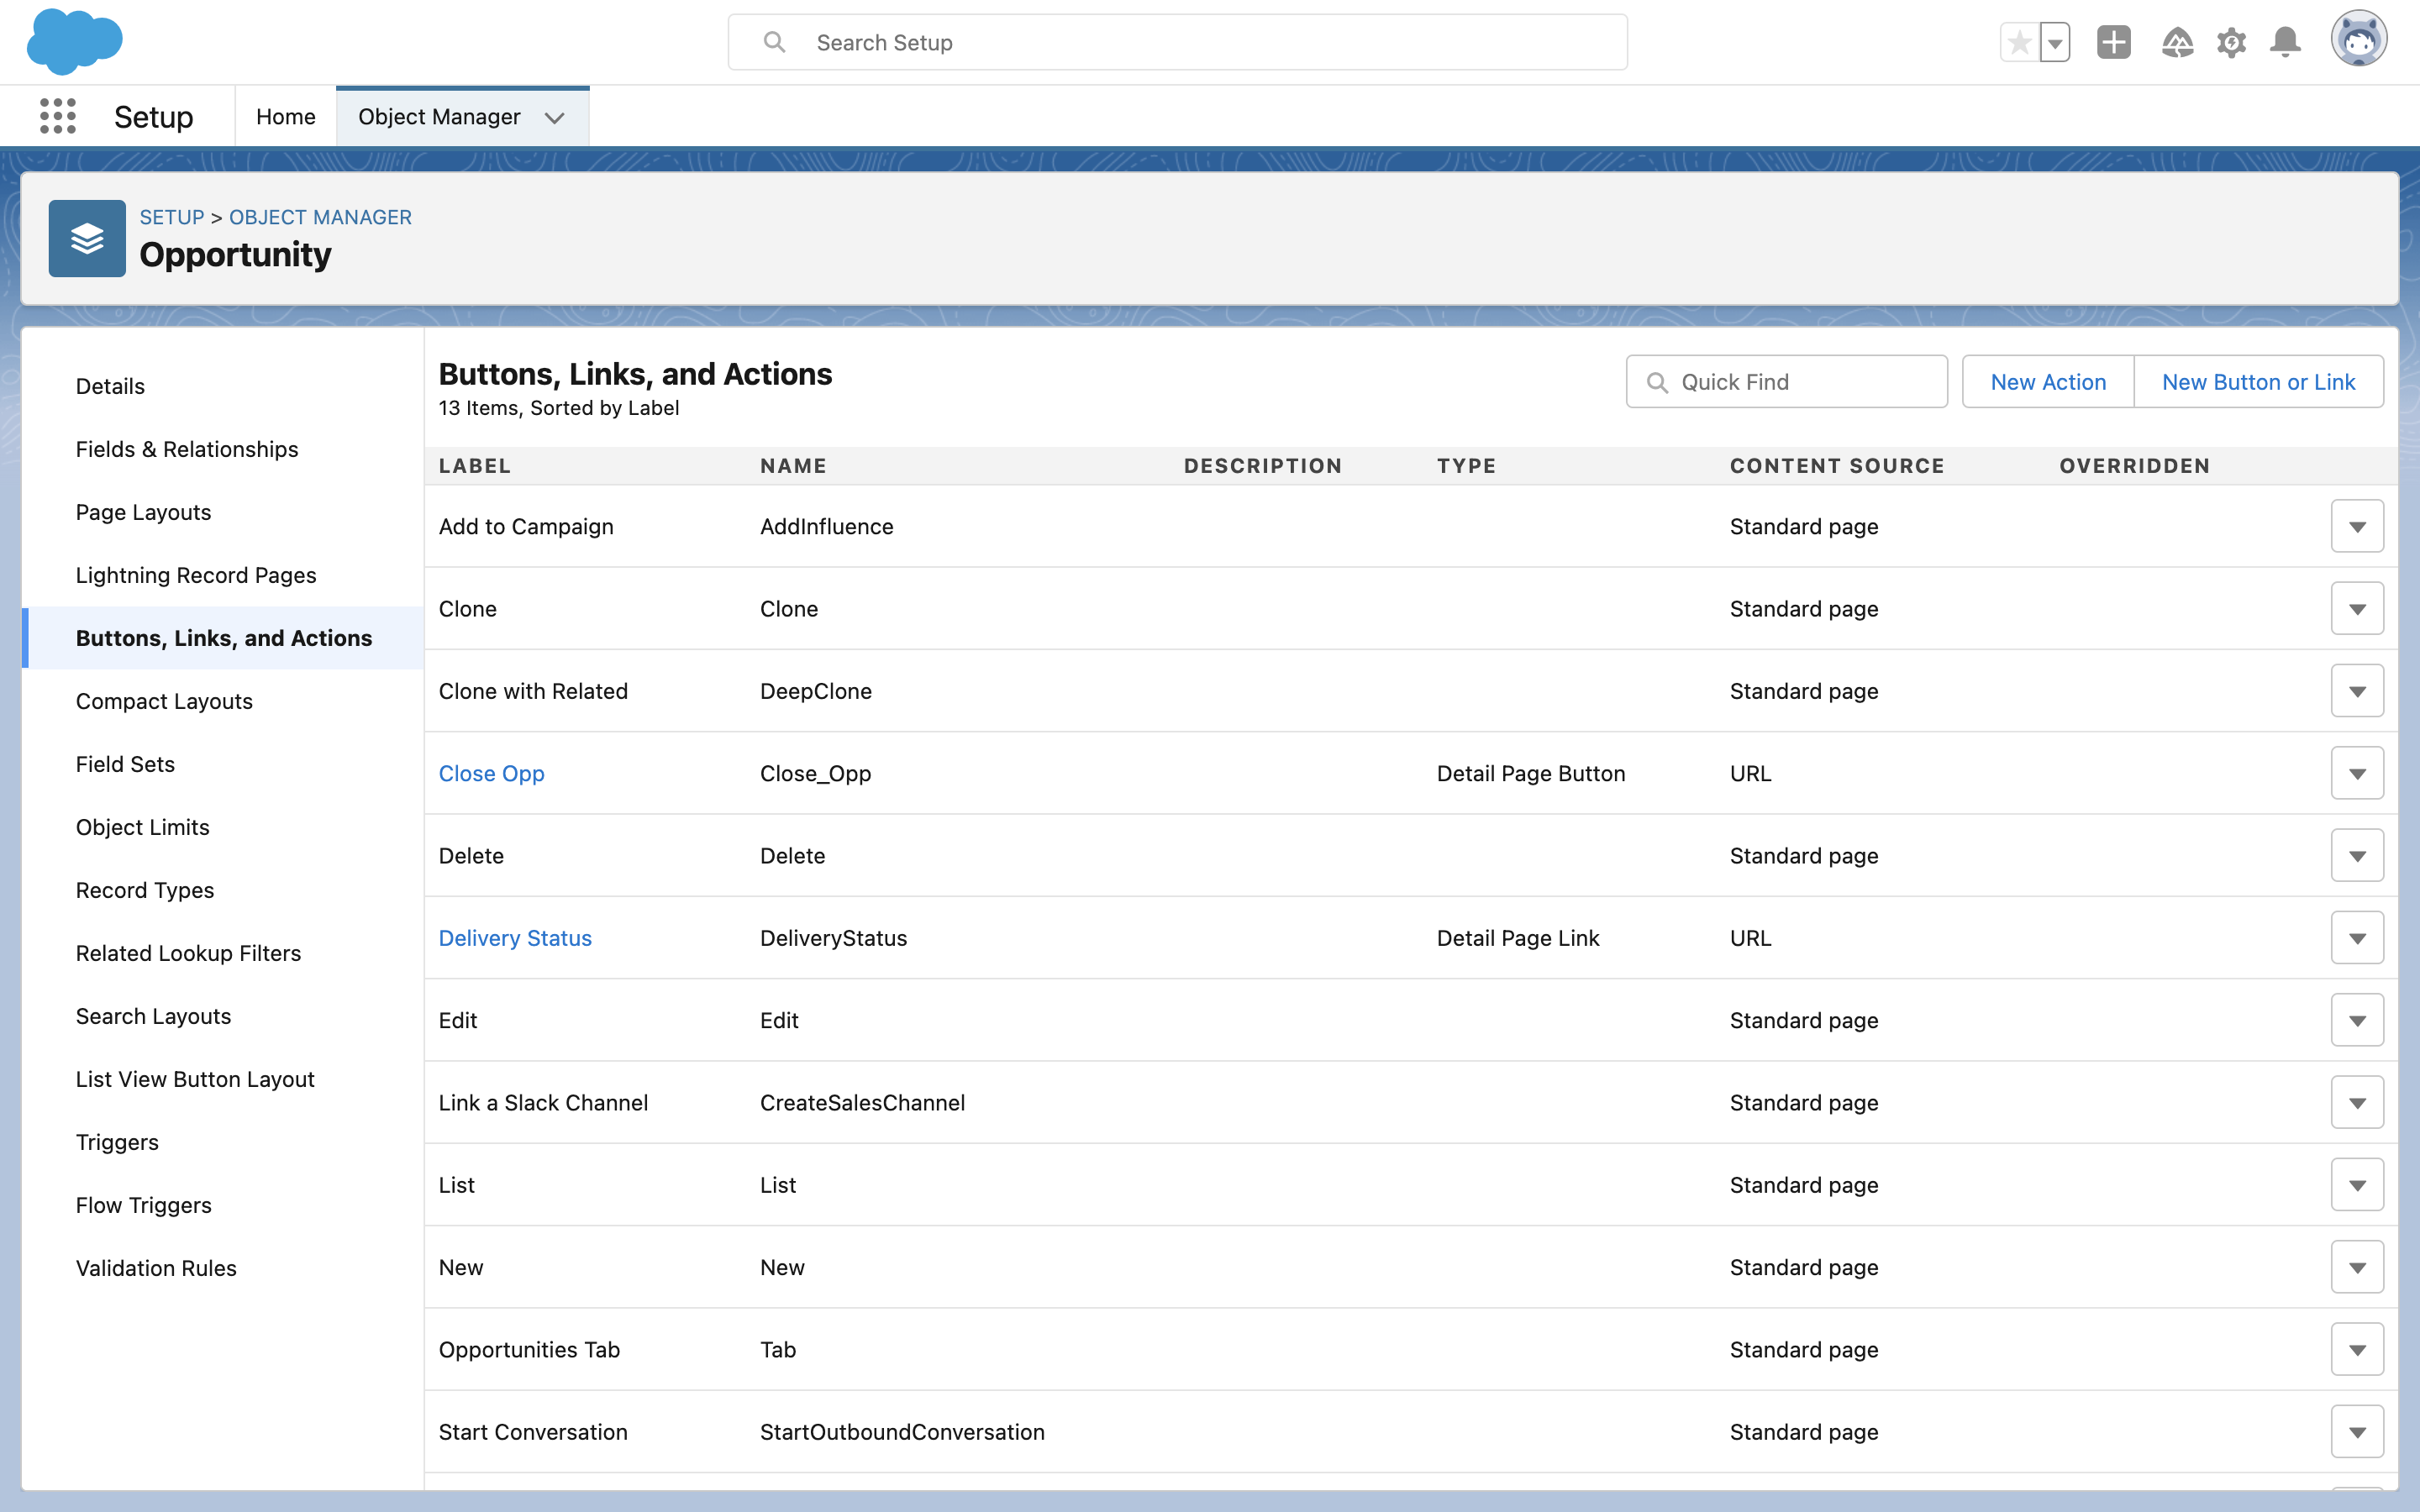 Search Setup
Setup
Home
Object Manager
SETUP > OBJECT MANAGER
Opportunity
Details
Fields & Relationships
Page Layouts
Lightning Record Pages
Buttons, Links, and Actions
Compact Layouts
Field Sets
Object Limits
Record Types
Related Lookup Filters
Search Layouts
List View Button Layout
Triggers
Flow Triggers
Validation Rules
Buttons, Links, and Actions
13 Items, Sorted by Label
Quick Find
New Action
New Button or Link
LABEL NAME DESCRIPTION TYPE CONTENT SOURCE OVERRIDDEN
Add to Campaign AddInfluence Standard page
Clone Clone Standard page
Clone with Related DeepClone Standard page
Close Opp Close_Opp Detail Page Button URL
Delete Delete Standard page
Delivery Status DeliveryStatus Detail Page Link URL
Edit Edit Standard page
Link a Slack Channel CreateSalesChannel Standard page
List List Standard page
New New Standard page
Opportunities Tab Tab Standard page
Start Conversation StartOutboundConversation Standard page